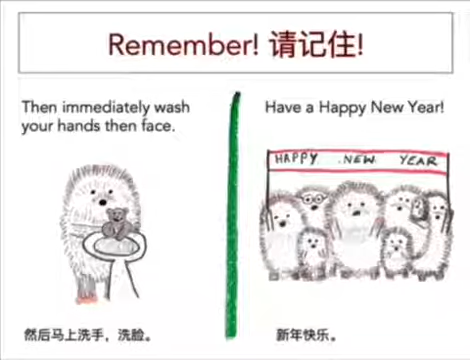 Remember! 请记住!
Then immediately wash
your hands then face.
然后马上洗手，洗脸。
Have a Happy New Year!
HAPPY NEW YEAR
新年快乐。